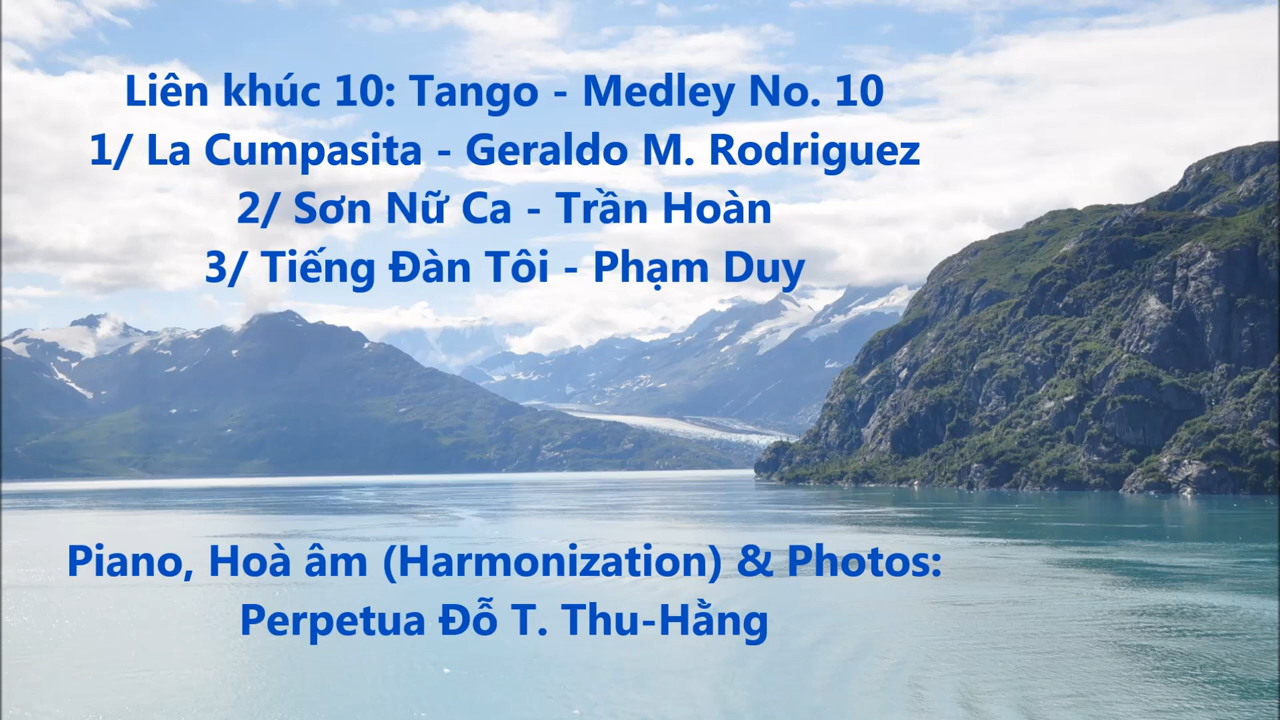 Liên khúc 10: Tango - Medley No. 10
1/ La Cumpasita - Geraldo M. Rodriguez
2/ Sơn Nữ Ca - Trần Hoàn
3/ Tiếng Đàn Tôi - Phạm Duy
Piano, Hoà âm (Harmonization) & Photos:
Perpetua Đỗ T. Thu-Hằng